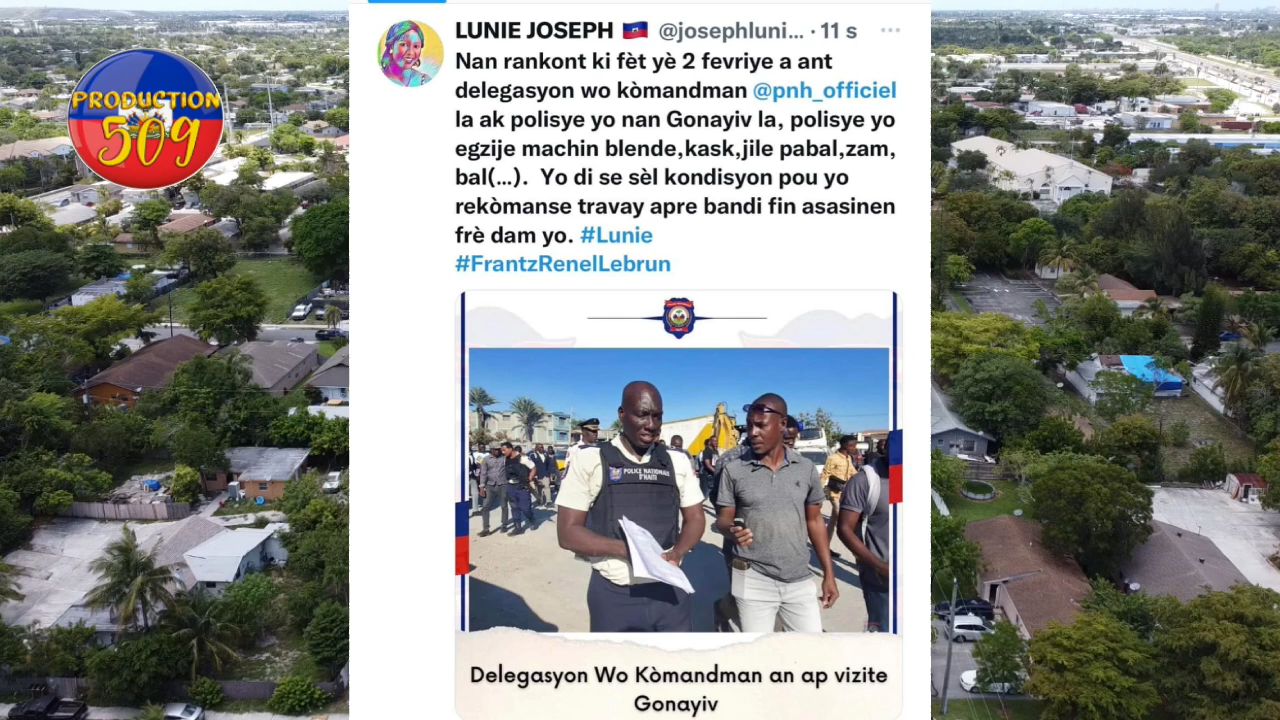 PRODUCTION
509
LUNIE JOSEPH @josephluni... · 11 s
Nan rankont ki fèt yè 2 fevriye a ant
delegasyon wo kòmandman @pnh_officiel
la ak polisye yo nan Gonayiv la, polisye yo
egzije machin blende,kask,jile pabal,zam,
bal(...). Yo di se sèl kondisyon pou yo
rekòmanse travay apre bandi fin asasinen
frè dam yo. #Lunie
#FrantzRenelLebrun
POLICE NATIONALE
D'HAITI
Delegasyon Wo Kòmandman an ap vizite
Gonayiv